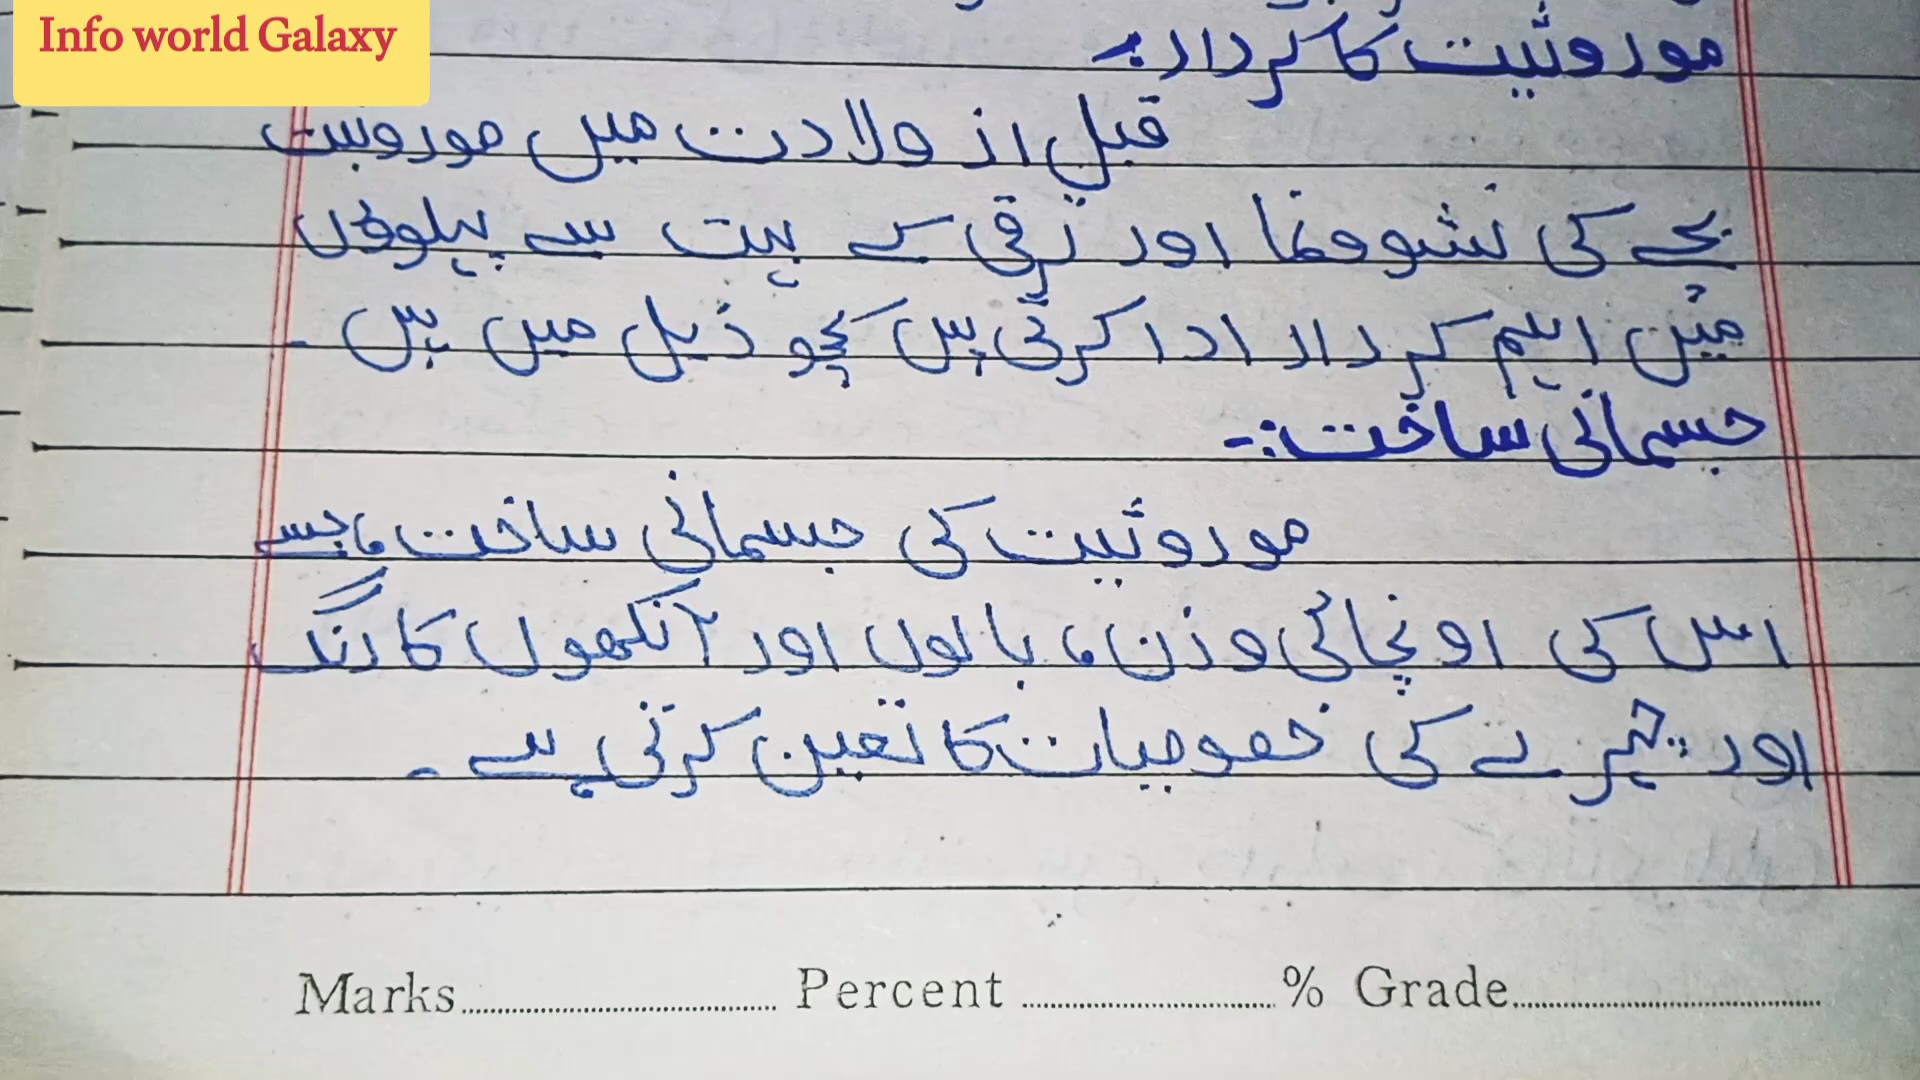 Info world Galaxy
موروثیت کا کردار:
قبل از ولادت میں موروثیت
بچے کی نشوونما اور ترقی کے بہت سے پہلوؤں
میں اہم کردار ادا کرتی ہیں کچھ ذیل میں ہیں۔
جسمانی ساخت:-
موروثیت کی جسمانی ساخت، جسے
اس کی اونچائی وزن، بالوں اور آنکھوں کا رنگ
اور چہرے کی خصوصیات کا تعین کرتی ہے۔
Marks.................... Percent ....................% Grade....................